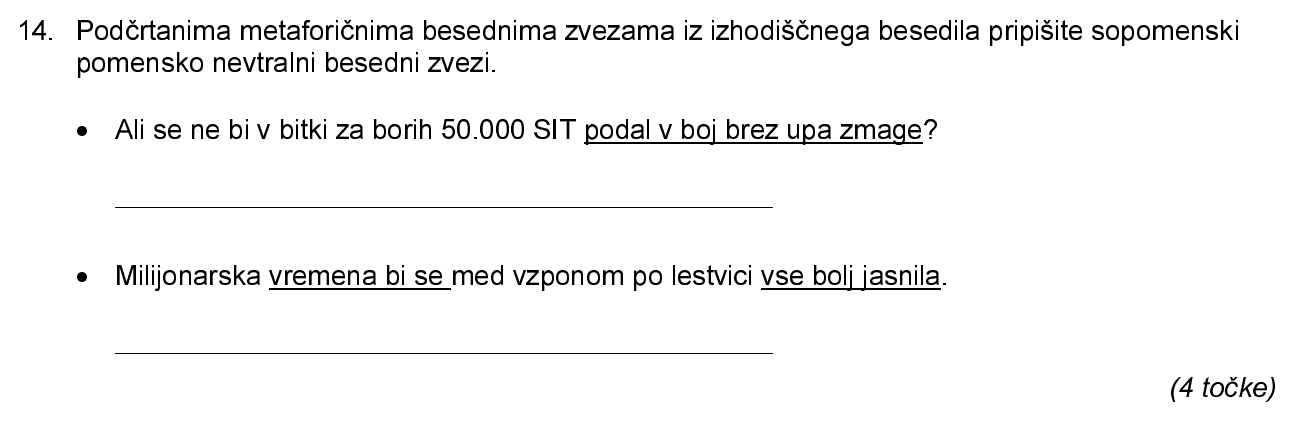 14. Podčrtanima metaforičnima besednima zvezama iz izhodiščnega besedila pripišite sopomenski
pomensko nevtralni besedni zvezi.
• Ali se ne bi v bitki za borih 50.000 SIT podal v boj brez upa zmage?
• Milijonarska vremena bi se med vzponom po lestvici vse bolj jasnila.
(4 točke)